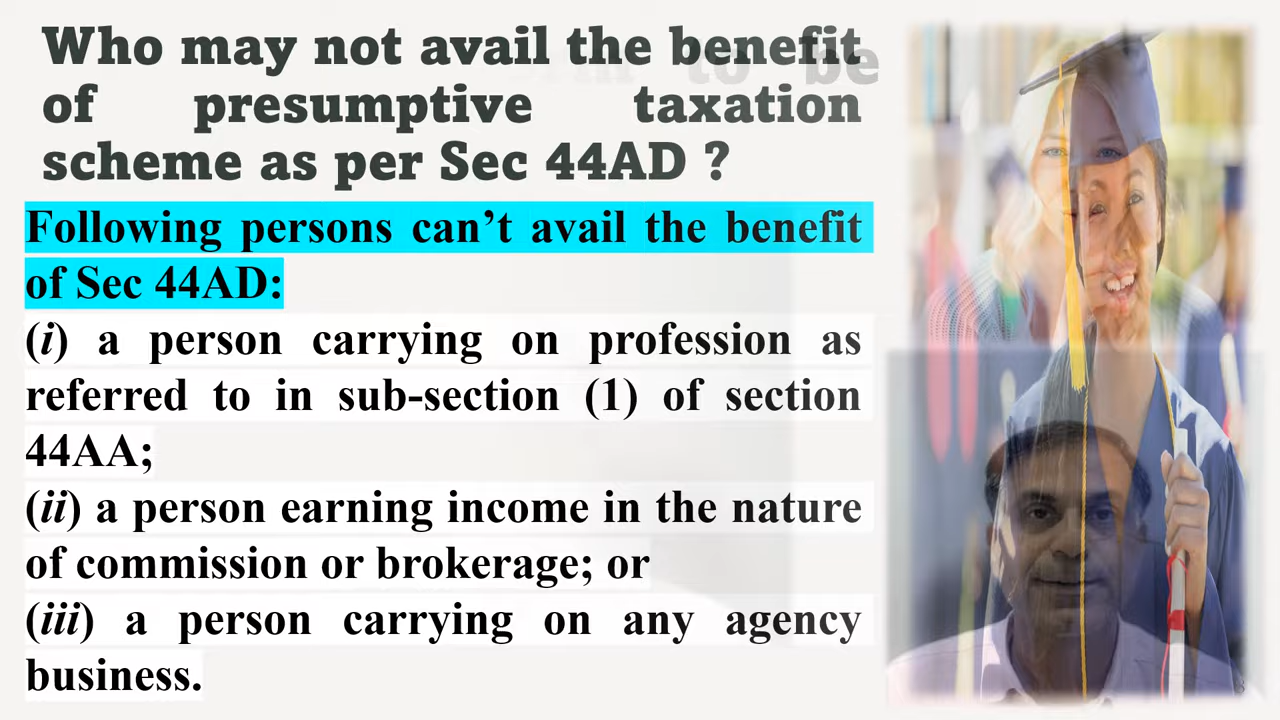 Who may not avail the benefit
of presumptive taxation
scheme as per Sec 44AD ?
to be
Following persons can’t avail the benefit
of Sec 44AD:
(i) a person carrying on profession as
referred to in sub-section (1) of section
44AA;
(ii) a person earning income in the nature
of commission or brokerage; or
(iii) a person carrying on any agency
business.